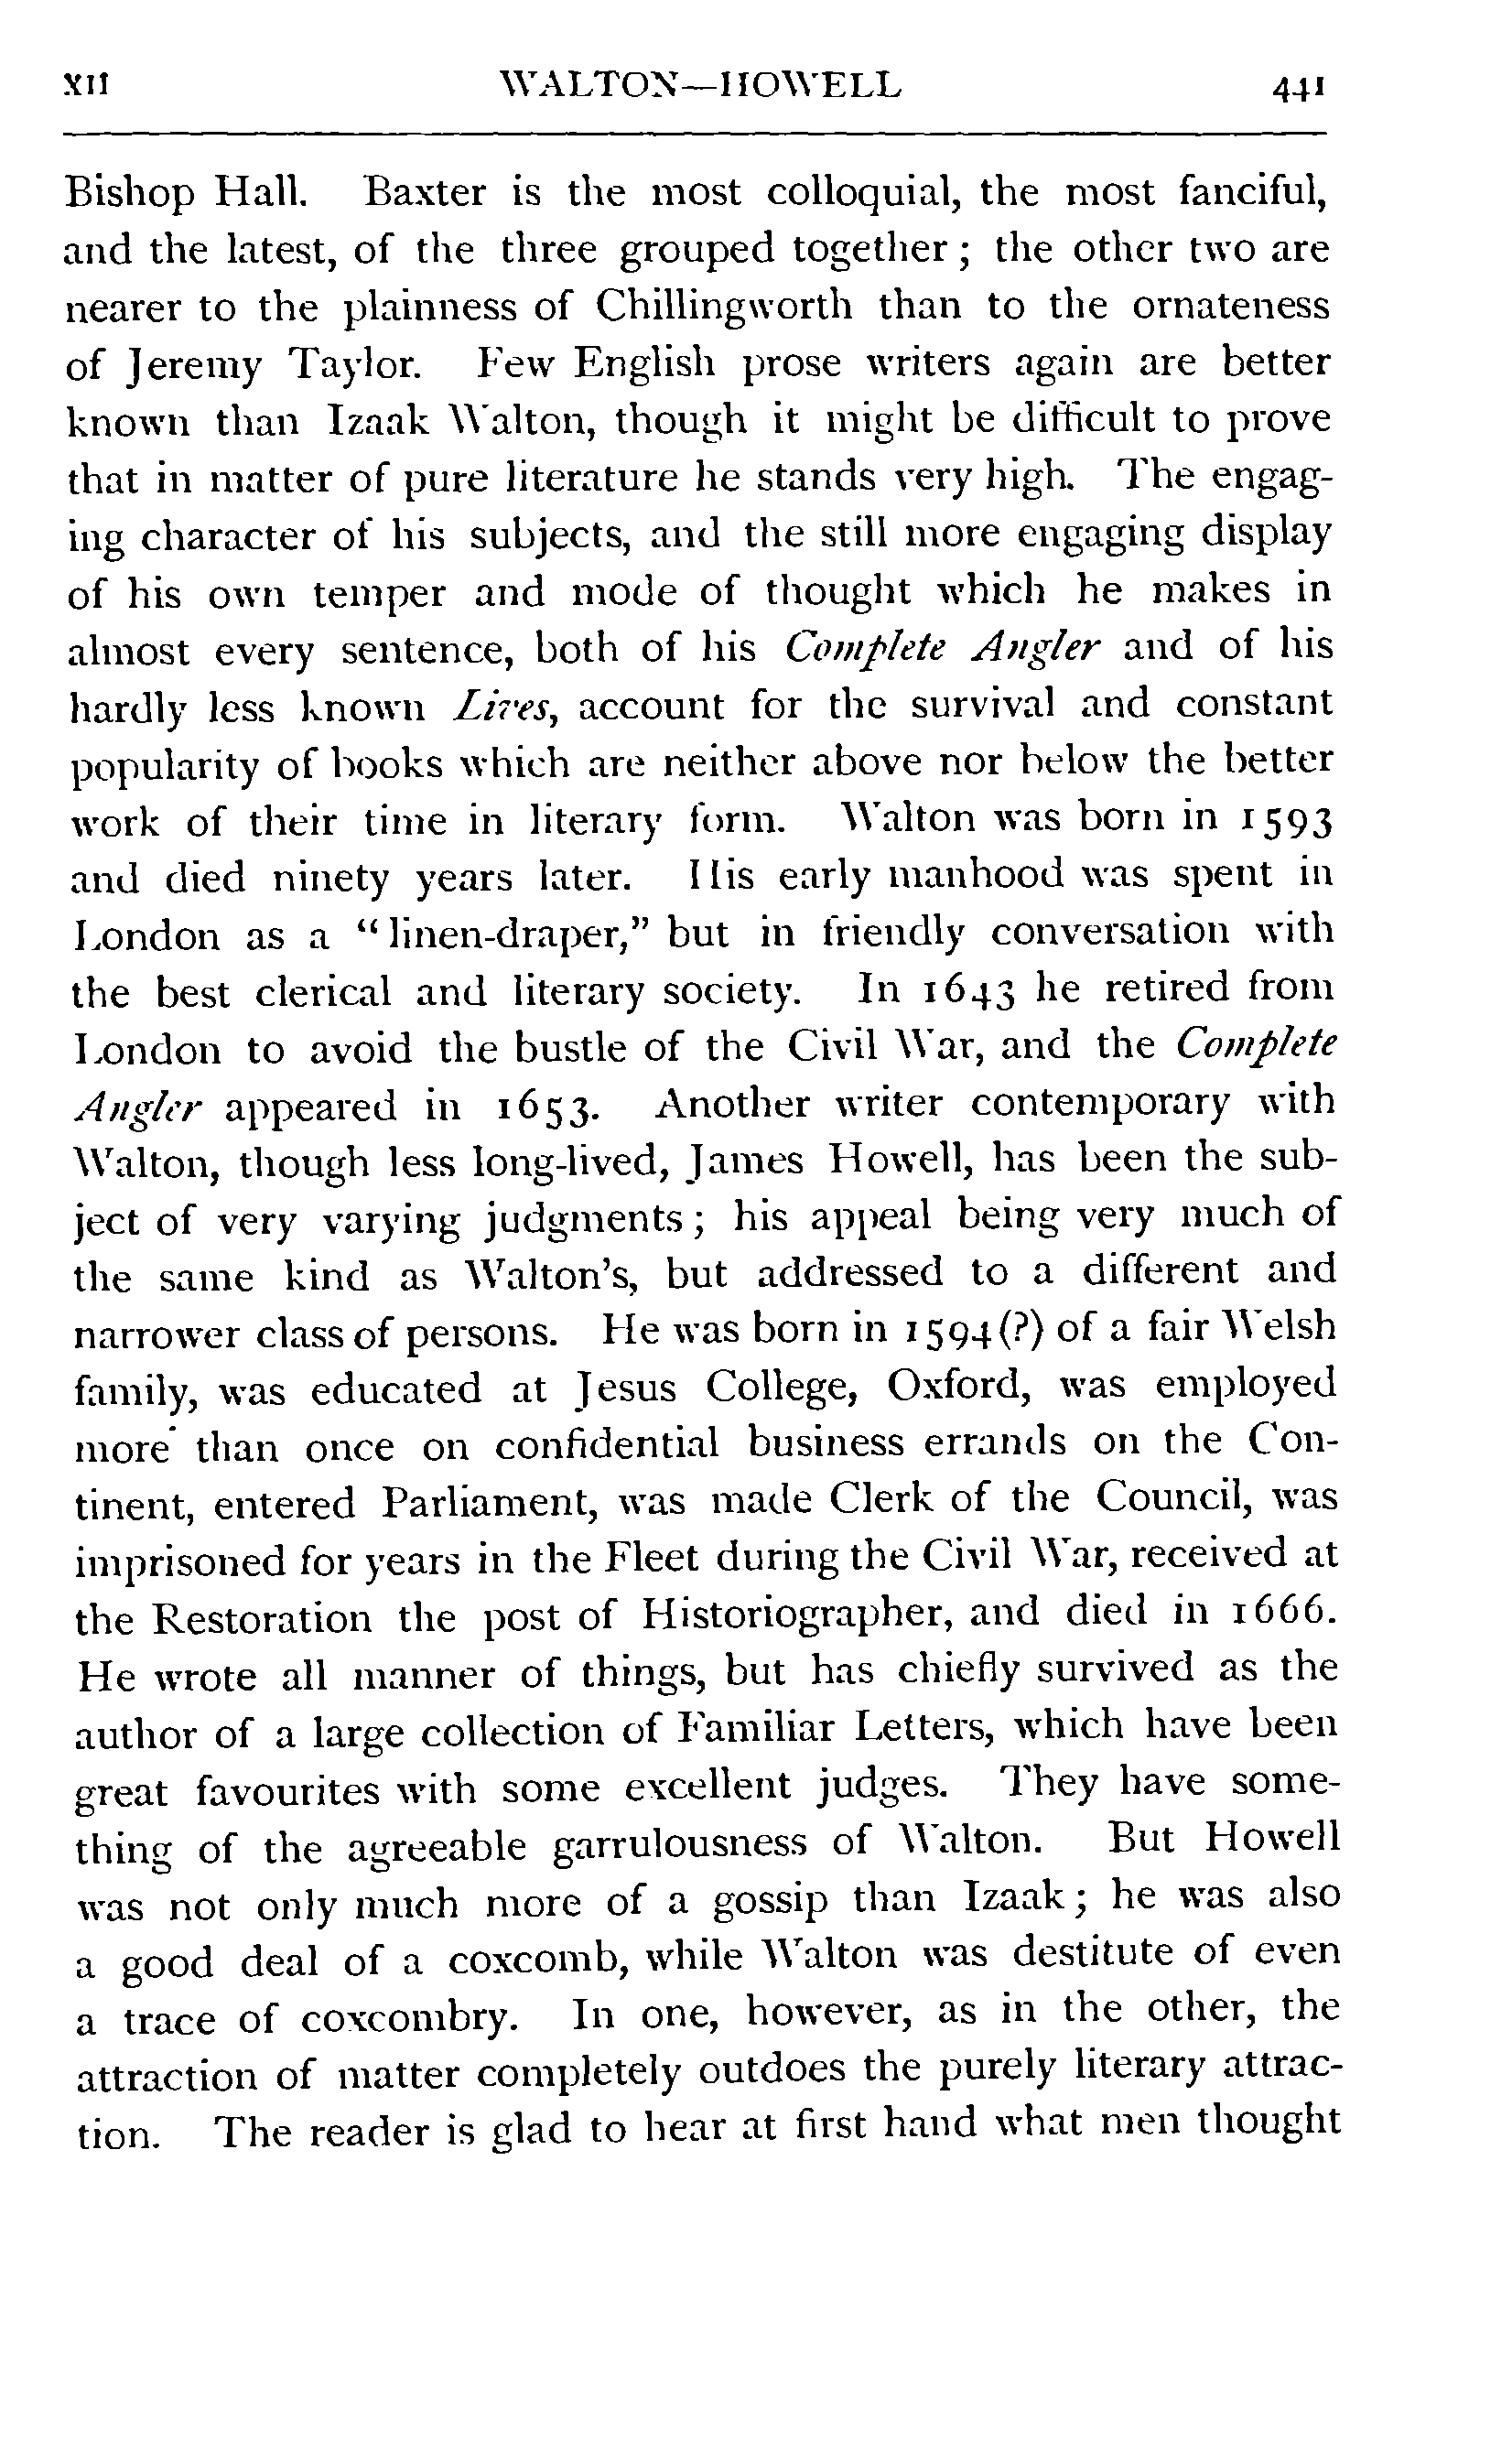 XII WALTON—HOWELL 441
Bishop Hall. Baxter is the most colloquial, the most fanciful,
and the latest, of the three grouped together; the other two are
nearer to the plainness of Chillingworth than to the ornateness
of Jeremy Taylor. Few English prose writers again are better
known than Izaak Walton, though it might be difficult to prove
that in matter of pure literature he stands very high. The engag-
ing character of his subjects, and the still more engaging display
of his own temper and mode of thought which he makes in
almost every sentence, both of his Complete Angler and of his
hardly less known Lives, account for the survival and constant
popularity of books which are neither above nor below the better
work of their time in literary form. Walton was born in 1593
and died ninety years later. His early manhood was spent in
London as a “linen-draper,” but in friendly conversation with
the best clerical and literary society. In 1643 he retired from
London to avoid the bustle of the Civil War, and the Complete
Angler appeared in 1653. Another writer contemporary with
Walton, though less long-lived, James Howell, has been the sub-
ject of very varying judgments; his appeal being very much of
the same kind as Walton's, but addressed to a different and
narrower class of persons. He was born in 1594(?) of a fair Welsh
family, was educated at Jesus College, Oxford, was employed
more than once on confidential business errands on the Con-
tinent, entered Parliament, was made Clerk of the Council, was
imprisoned for years in the Fleet during the Civil War, received at
the Restoration the post of Historiographer, and died in 1666.
He wrote all manner of things, but has chiefly survived as the
author of a large collection of Familiar Letters, which have been
great favourites with some excellent judges. They have some-
thing of the agreeable garrulousness of Walton. But Howell
was not only much more of a gossip than Izaak; he was also
a good deal of a coxcomb, while Walton was destitute of even
a trace of coxcombry. In one, however, as in the other, the
attraction of matter completely outdoes the purely literary attrac-
tion. The reader is glad to hear at first hand what men thought